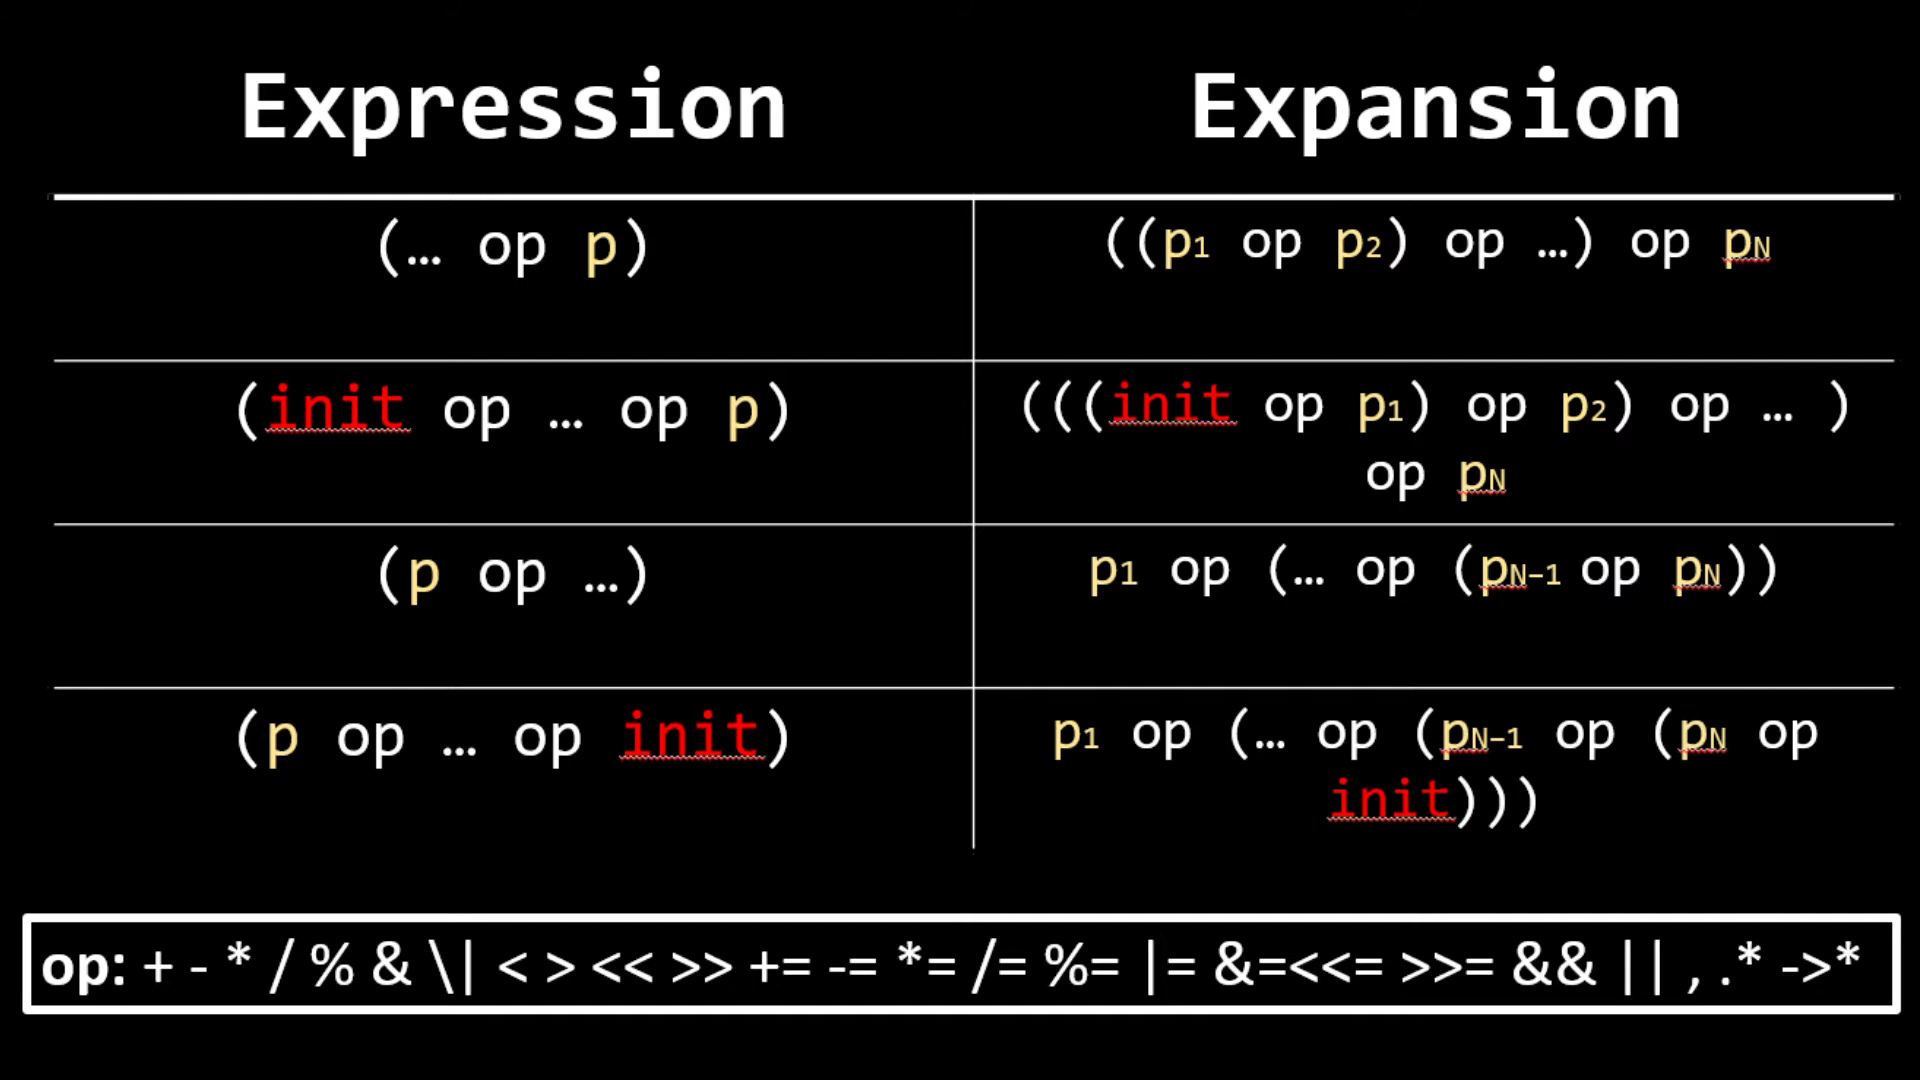 Expression Expansion
(… op p) ((p1 op p2) op …) op pN
(init op … op p) (((init op p1) op p2) op … )
op pN
(p op …) p1 op (… op (pN-1 op pN))
(p op … op init) p1 op (… op (pN-1 op (pN op
init)))
op: + - * / % & \| < > << >> += -= *= /= %= |= &=<<= >>= && || , .* ->*